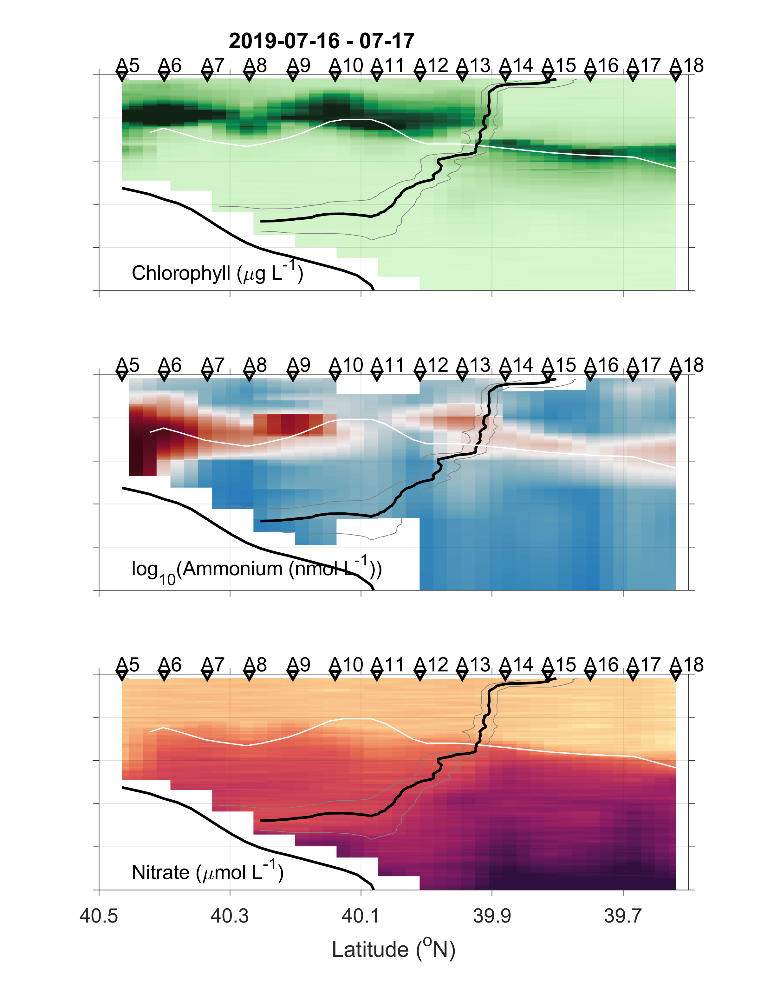 2019-07-16 - 07-17
A5 A6 A7 A8 A9 A10 A11 A12 A13 A14 A15 A16 A17 A18
Chlorophyll (μg L⁻¹)
A5 A6 A7 A8 A9 A10 A11 A12 A13 A14 A15 A16 A17 A18
log₁₀(Ammonium (nmol L⁻¹))
A5 A6 A7 A8 A9 A10 A11 A12 A13 A14 A15 A16 A17 A18
Nitrate (μmol L⁻¹)
40.5 40.3 40.1 39.9 39.7
Latitude (ᵒN)